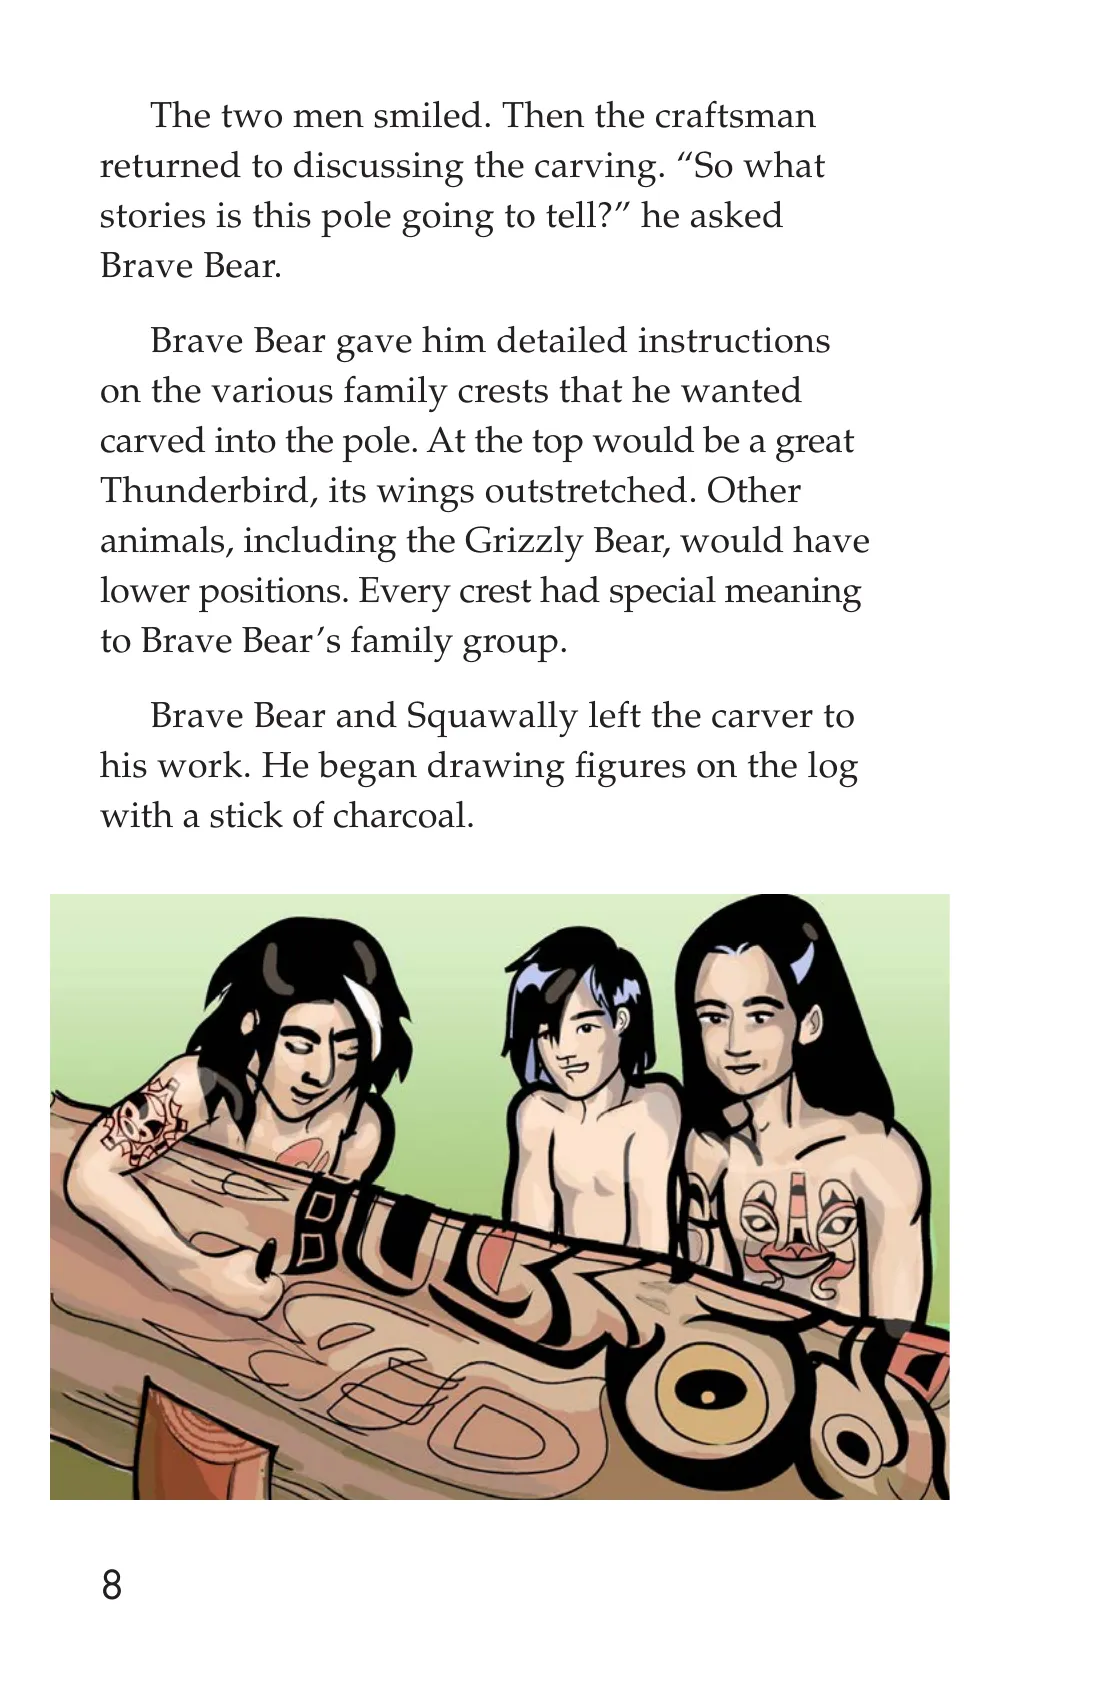 The two men smiled. Then the craftsman
returned to discussing the carving. “So what
stories is this pole going to tell?” he asked
Brave Bear.
Brave Bear gave him detailed instructions
on the various family crests that he wanted
carved into the pole. At the top would be a great
Thunderbird, its wings outstretched. Other
animals, including the Grizzly Bear, would have
lower positions. Every crest had special meaning
to Brave Bear’s family group.
Brave Bear and Squawally left the carver to
his work. He began drawing figures on the log
with a stick of charcoal.
8